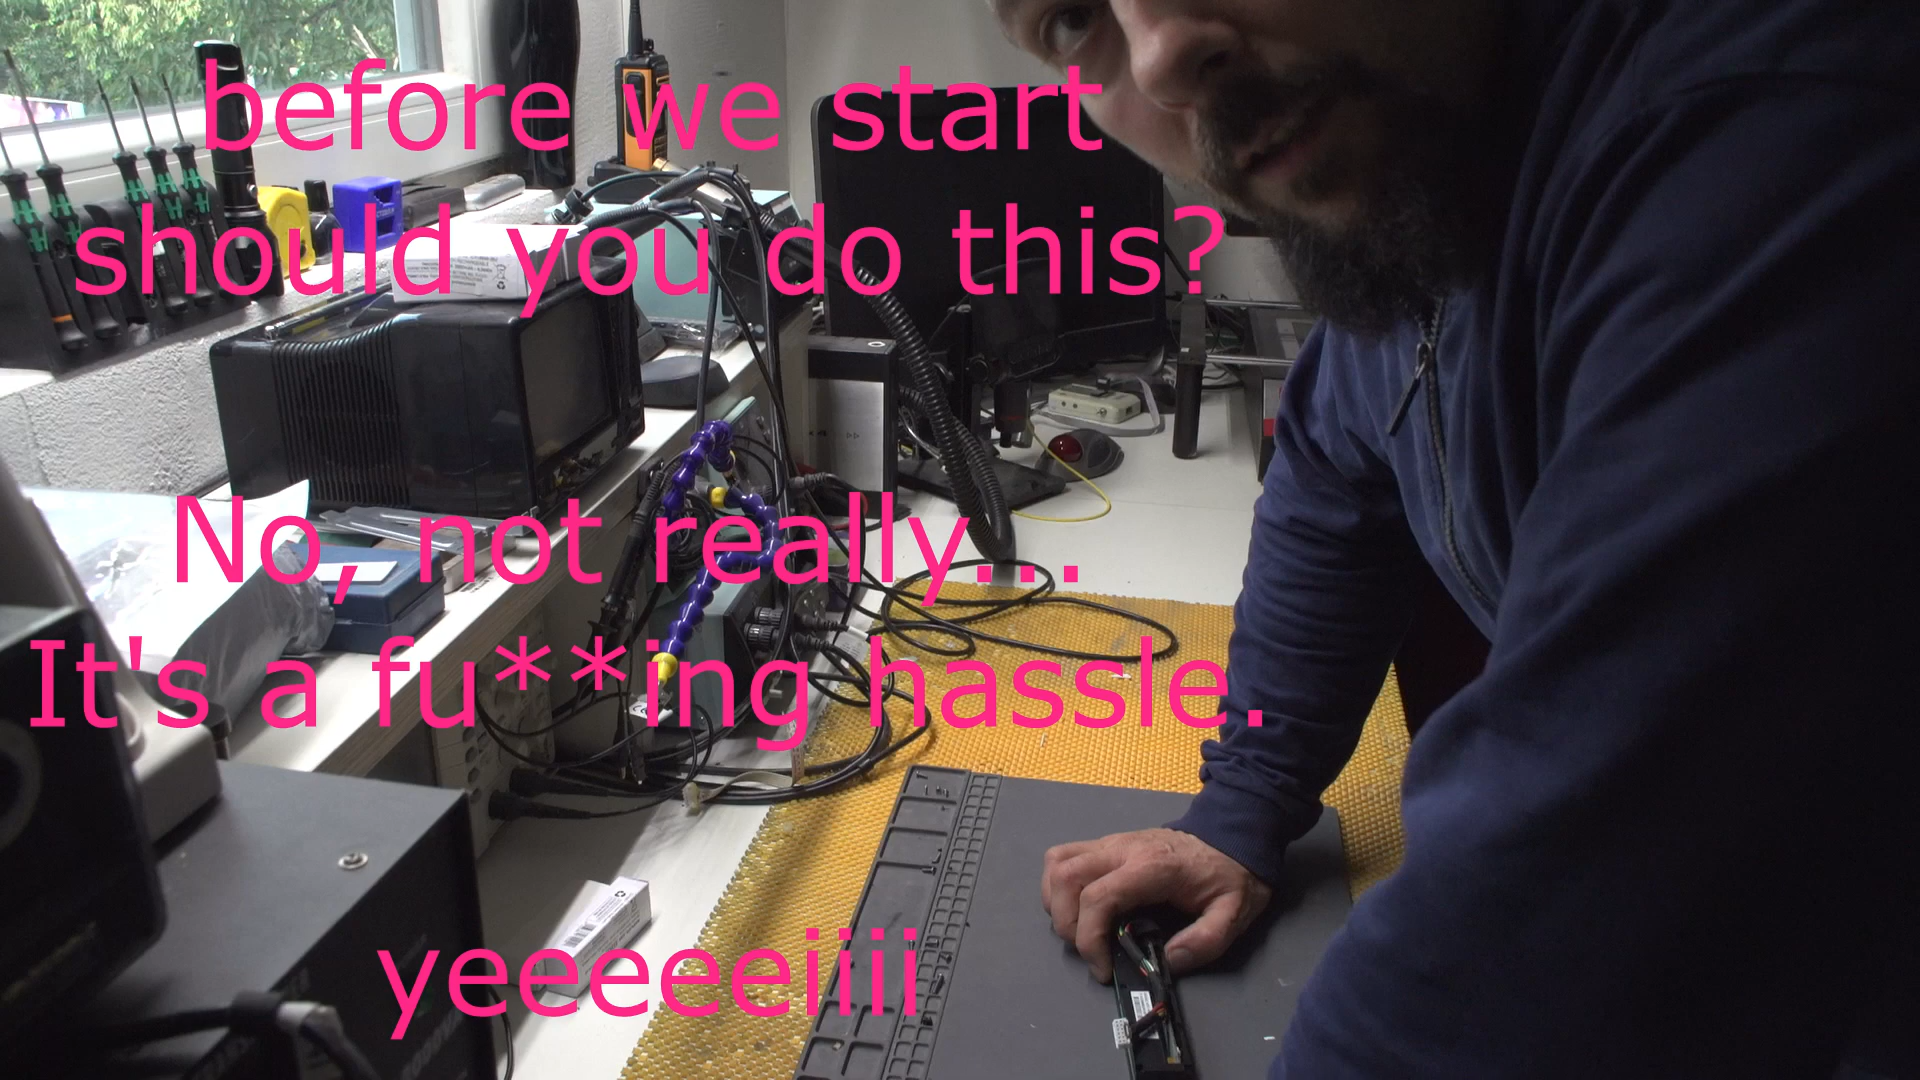 before we start
should you do this?
No, not really...
It's a fu**ing hassle.
yeeeeeiiii